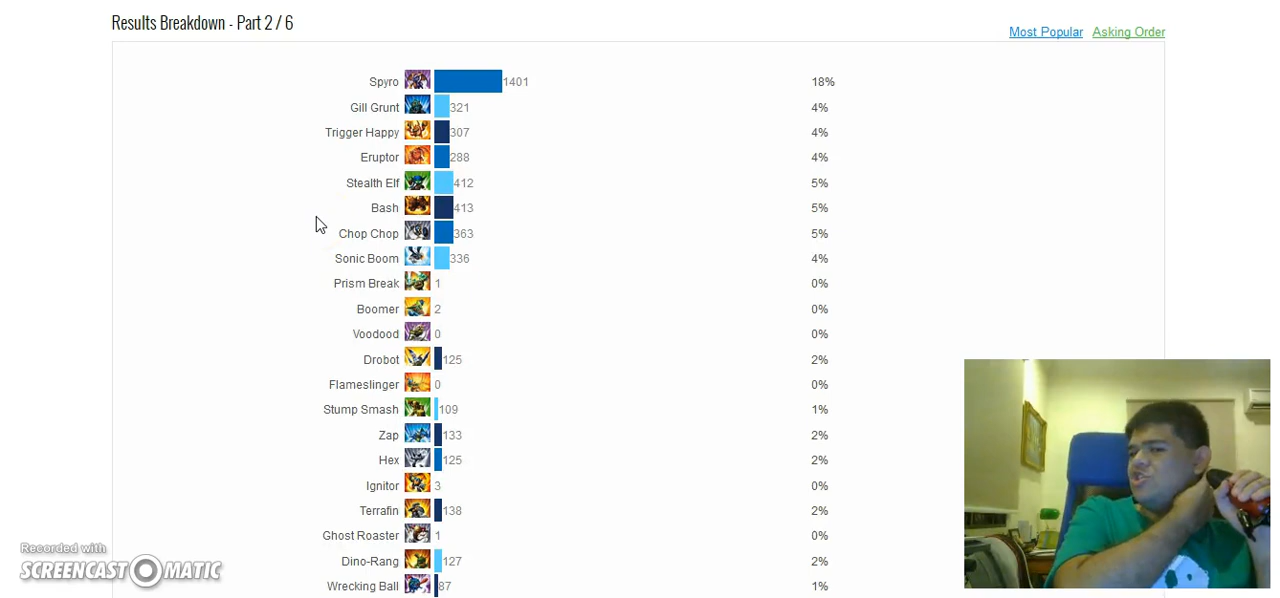 Results Breakdown - Part 2 / 6
Most Popular Asking Order
Spyro 1401 18%
Gill Grunt 321 4%
Trigger Happy 307 4%
Eruptor 288 4%
Stealth Elf 412 5%
Bash 413 5%
Chop Chop 363 5%
Sonic Boom 336 4%
Prism Break 1 0%
Boomer 2 0%
Voodood 0 0%
Drobot 125 2%
Flameslinger 0 0%
Stump Smash 109 1%
Zap 133 2%
Hex 125 2%
Ignitor 3 0%
Terrafin 138 2%
Ghost Roaster 1 0%
Dino-Rang 127 2%
Wrecking Ball 87 1%
Recorded with
SCREENCAST MATIC